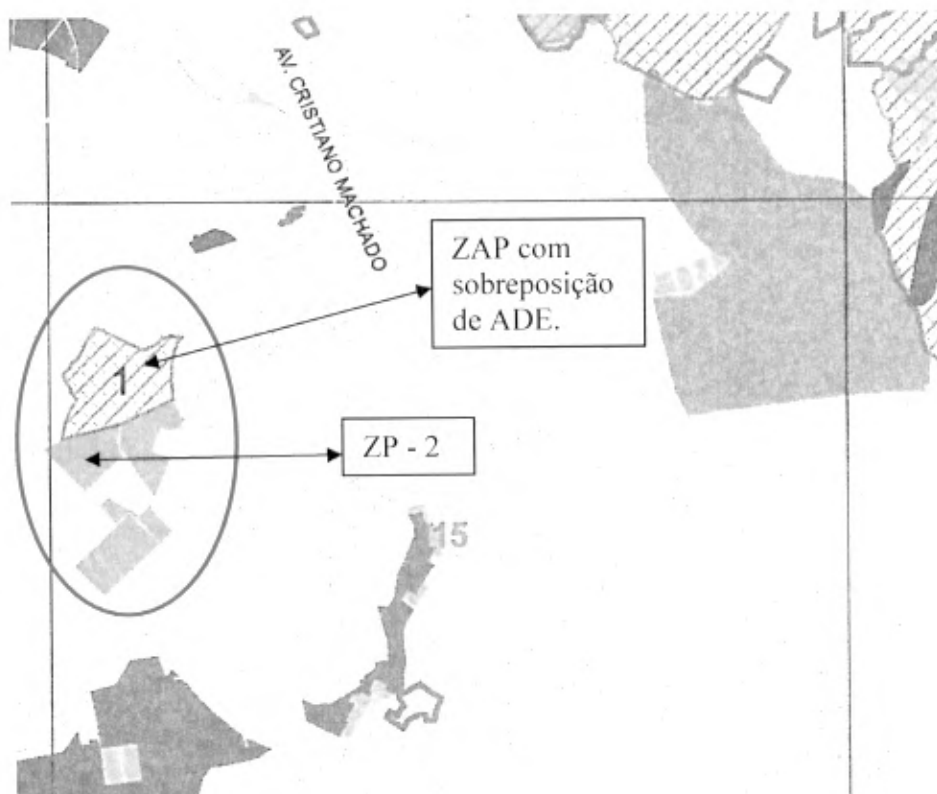 AV. CRISTIANO MACHADO
ZAP com
sobreposição
de ADE.
1
ZP - 2
15